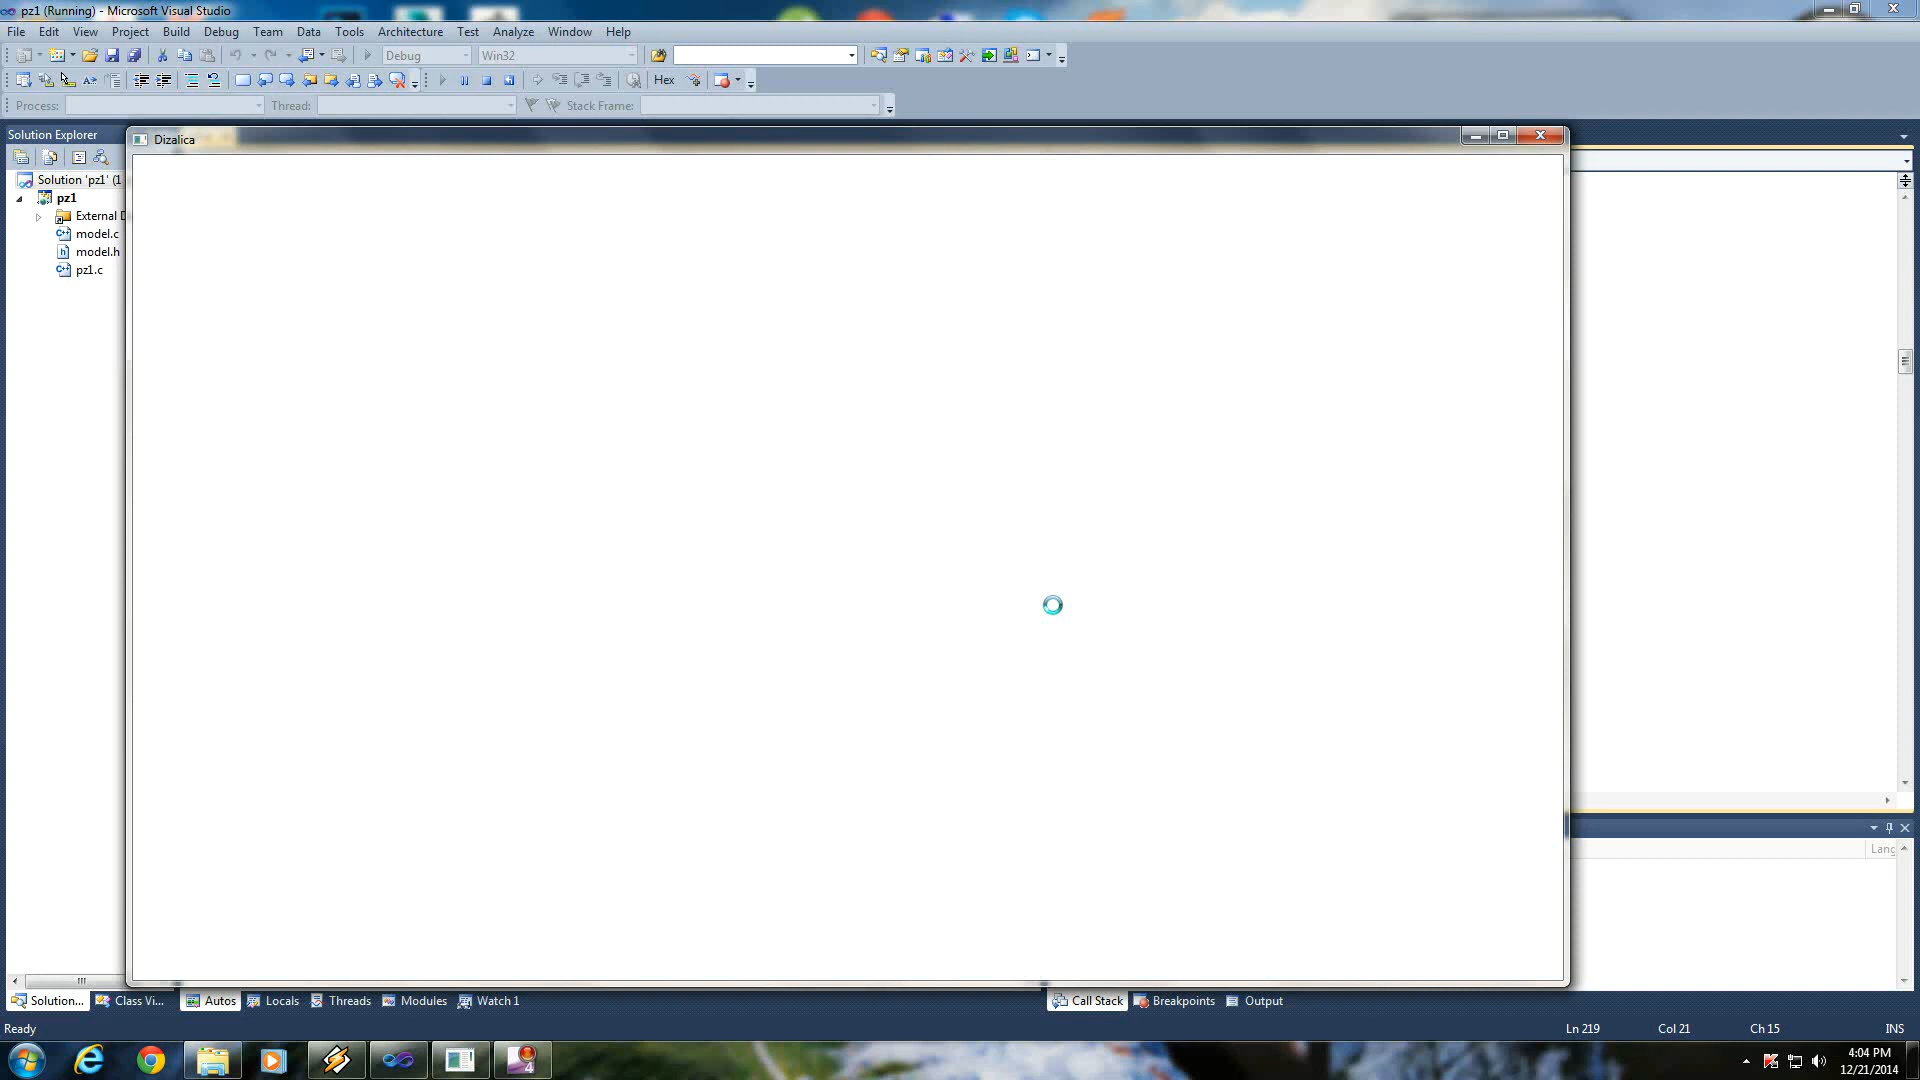 pz1 (Running) - Microsoft Visual Studio
File Edit View Project Build Debug Team Data Tools Architecture Test Analyze Window Help
Debug Win32
Hex
Process: Thread: Stack Frame:
Solution Explorer
Dizalica
Solution 'pz1' (1
pz1
External D
model.c
model.h
pz1.c
Lang
Solution... Class Vi... Autos Locals Threads Modules Watch 1 Call Stack Breakpoints Output
Ready Ln 219 Col 21 Ch 15 INS
4
4:04 PM
12/21/2014